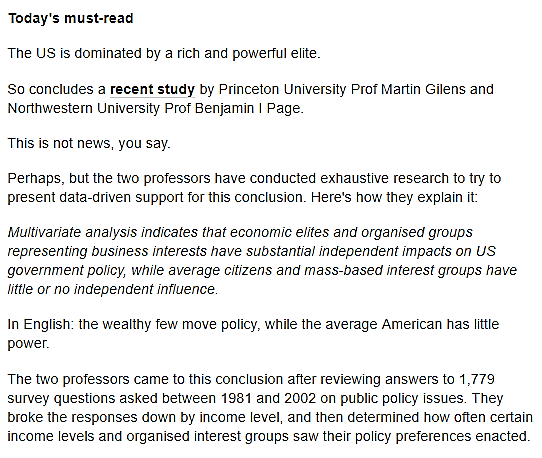 Today's must-read
The US is dominated by a rich and powerful elite.
So concludes a recent study by Princeton University Prof Martin Gilens and
Northwestern University Prof Benjamin I Page.
This is not news, you say.
Perhaps, but the two professors have conducted exhaustive research to try to
present data-driven support for this conclusion. Here's how they explain it:
Multivariate analysis indicates that economic elites and organised groups
representing business interests have substantial independent impacts on US
government policy, while average citizens and mass-based interest groups have
little or no independent influence.
In English: the wealthy few move policy, while the average American has little
power.
The two professors came to this conclusion after reviewing answers to 1,779
survey questions asked between 1981 and 2002 on public policy issues. They
broke the responses down by income level, and then determined how often certain
income levels and organised interest groups saw their policy preferences enacted.